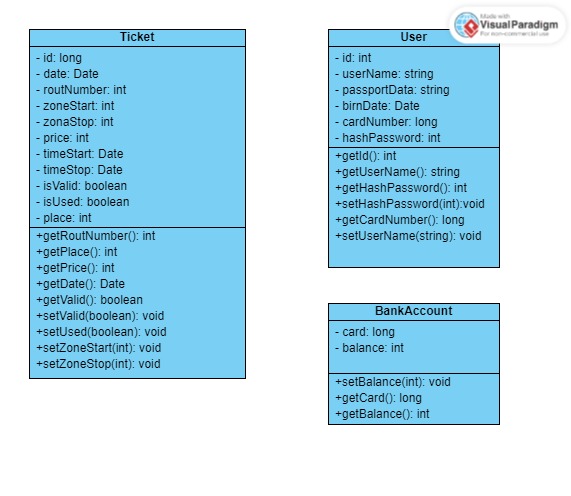 Made with
VisualParadigm
For non-commercial use
Ticket
- id: long
- date: Date
- routNumber: int
- zoneStart: int
- zonaStop: int
- price: int
- timeStart: Date
- timeStop: Date
- isValid: boolean
- isUsed: boolean
- place: int
+getRoutNumber(): int
+getPlace(): int
+getPrice(): int
+getDate(): Date
+getValid(): boolean
+setValid(boolean): void
+setUsed(boolean): void
+setZoneStart(int): void
+setZoneStop(int): void
User
- id: int
- userName: string
- passportData: string
- birnDate: Date
- cardNumber: long
- hashPassword: int
+getId(): int
+getUserName(): string
+getHashPassword(): int
+setHashPassword(int):void
+getCardNumber(): long
+setUserName(string): void
BankAccount
- card: long
- balance: int
+setBalance(int): void
+getCard(): long
+getBalance(): int